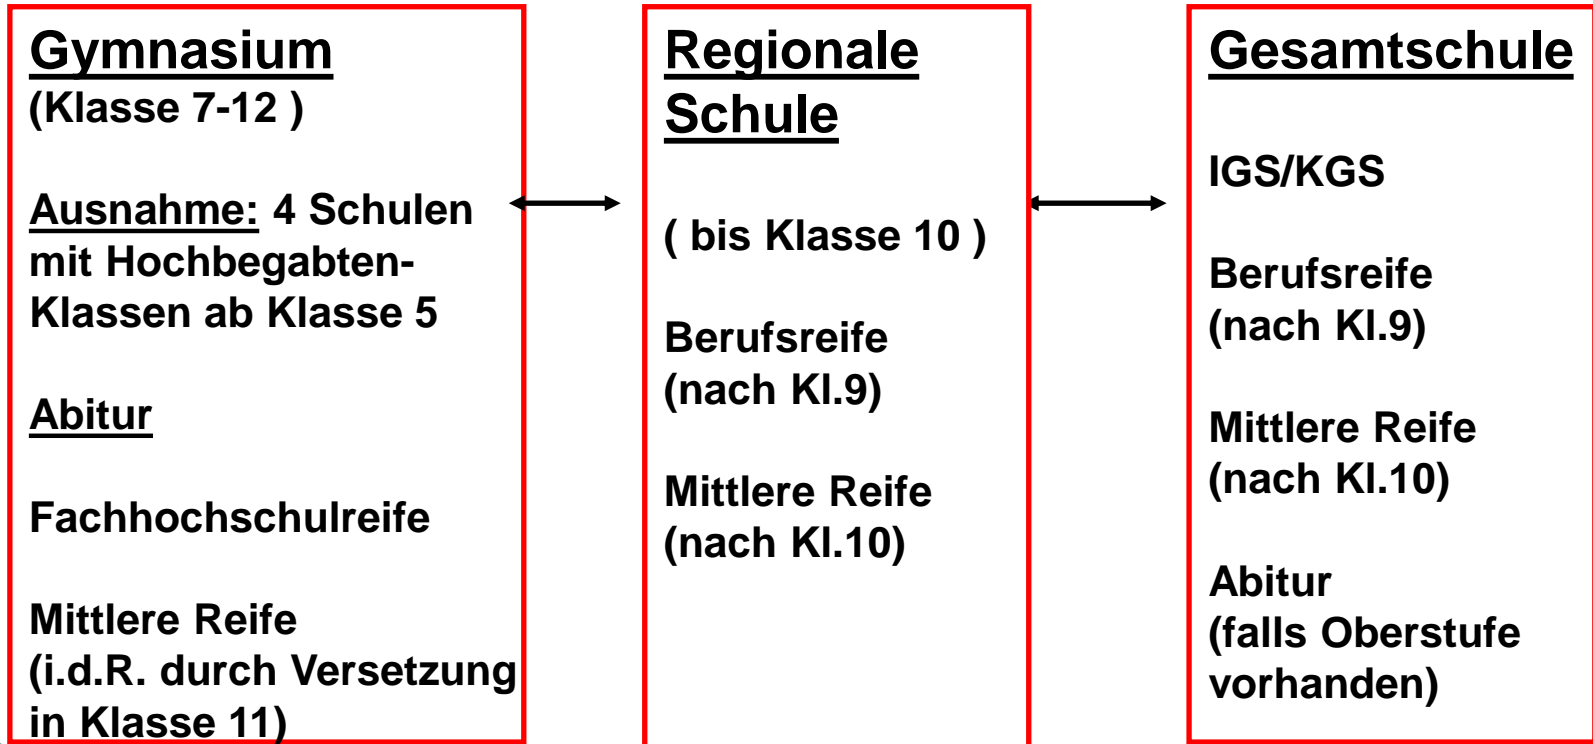 Gymnasium
(Klasse 7-12 )
Ausnahme: 4 Schulen
mit Hochbegabten-
Klassen ab Klasse 5
Abitur
Fachhochschulreife
Mittlere Reife
(i.d.R. durch Versetzung
in Klasse 11)
Regionale
Schule
( bis Klasse 10 )
Berufsreife
(nach Kl.9)
Mittlere Reife
(nach Kl.10)
Gesamtschule
IGS/KGS
Berufsreife
(nach Kl.9)
Mittlere Reife
(nach Kl.10)
Abitur
(falls Oberstufe
vorhanden)